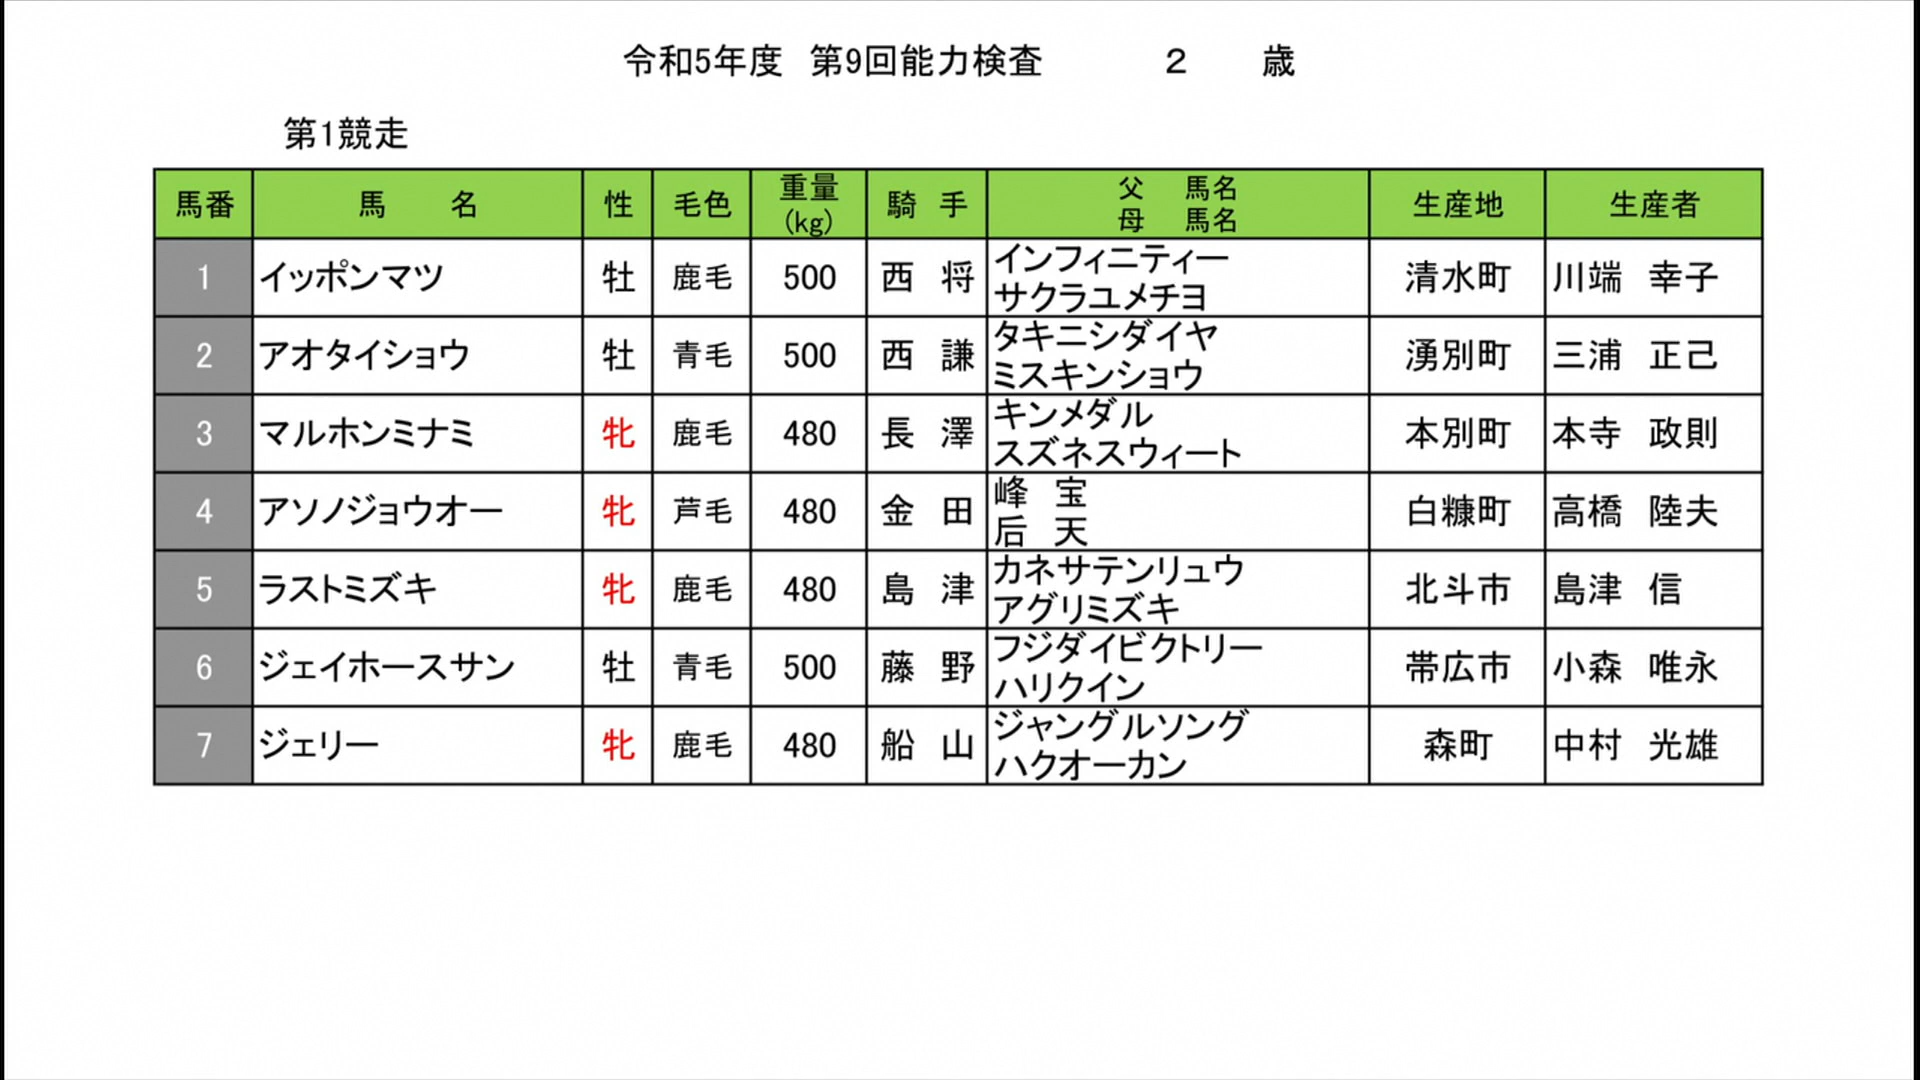 令和5年度 第9回能力検査 2 歳
第1競走
馬番 馬 名 性 毛色 重量(kg) 騎 手 父 馬名 母 馬名 生産地 生産者
1 イッポンマツ 牡 鹿毛 500 西 将 インフィニティー サクラユメチヨ 清水町 川端 幸子
2 アオタイショウ 牡 青毛 500 西 謙 タキニシダイヤ ミスキンショウ 湧別町 三浦 正己
3 マルホンミナミ 牝 鹿毛 480 長 澤 キンメダル スズネスウィート 本別町 本寺 政則
4 アソノジョウオー 牝 芦毛 480 金 田 峰 宝 后 天 白糠町 高橋 陸夫
5 ラストミズキ 牝 鹿毛 480 島 津 カネサテンリュウ アグリミズキ 北斗市 島津 信
6 ジェイホースサン 牡 青毛 500 藤 野 フジダイビクトリー ハリクイン 帯広市 小森 唯永
7 ジェリー 牝 鹿毛 480 船 山 ジャングルソング ハクオーカン 森町 中村 光雄